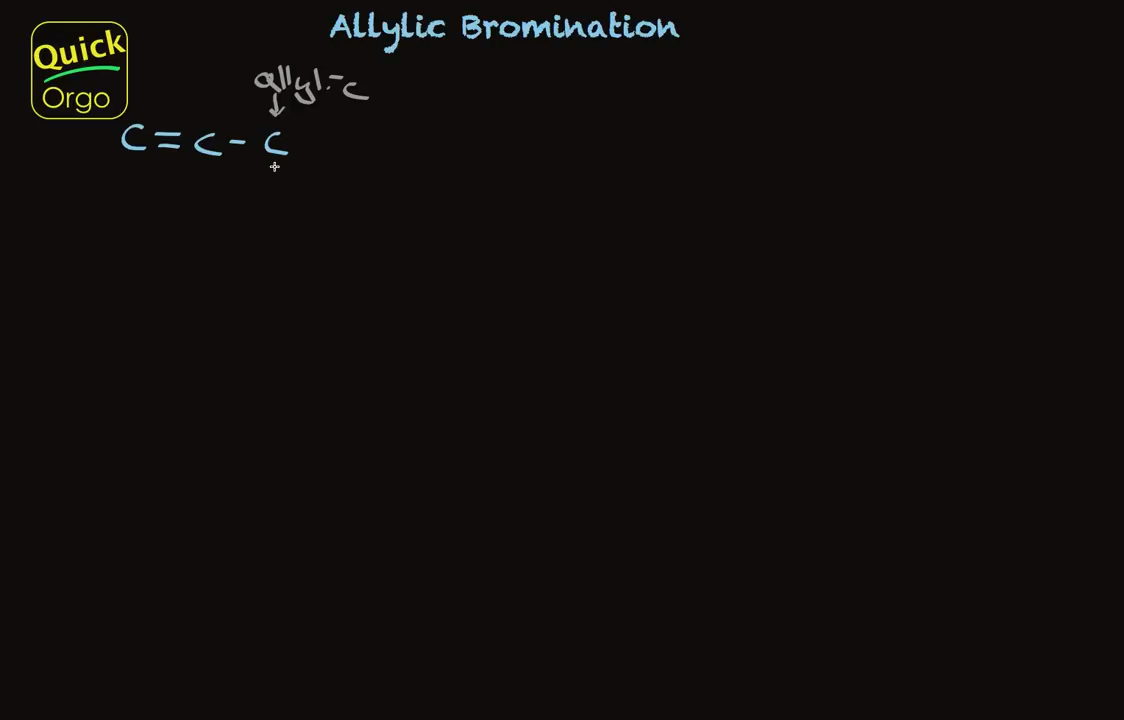 Allylic Bromination
Quick
Orgo
allylic-C
C = C - C